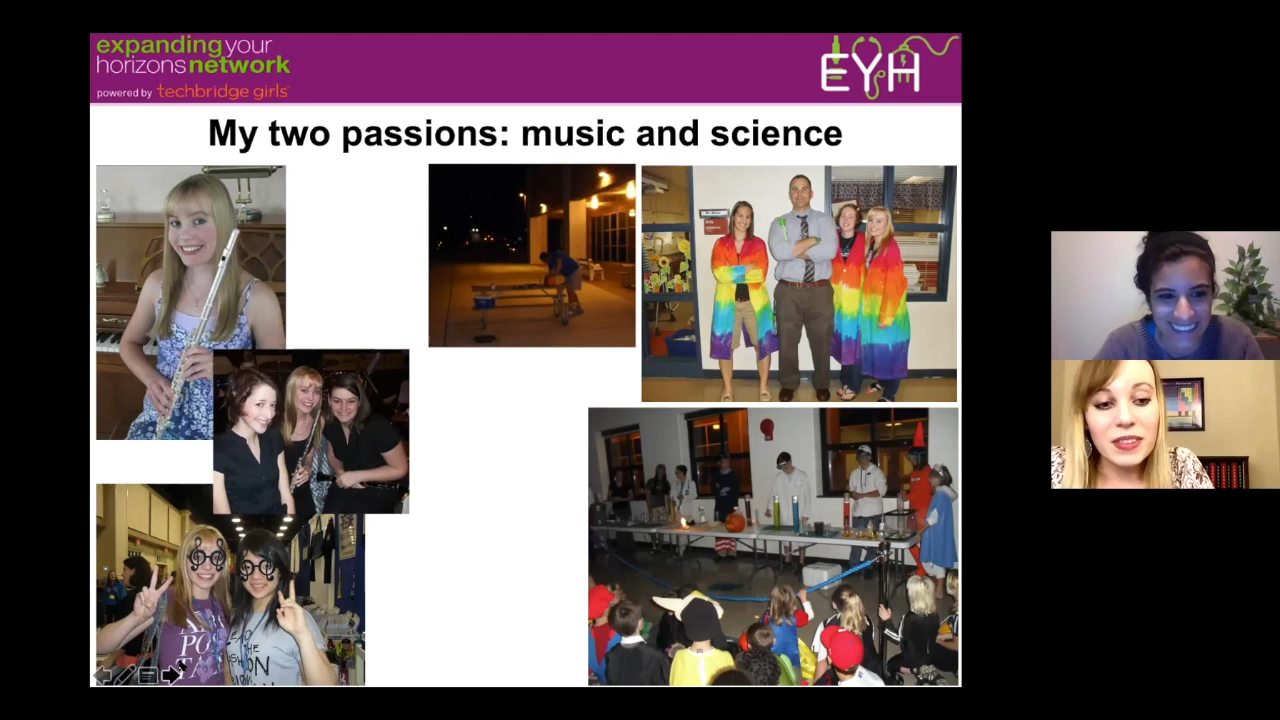 expanding your
horizons network
powered by techbridge girls
EYH
My two passions: music and science